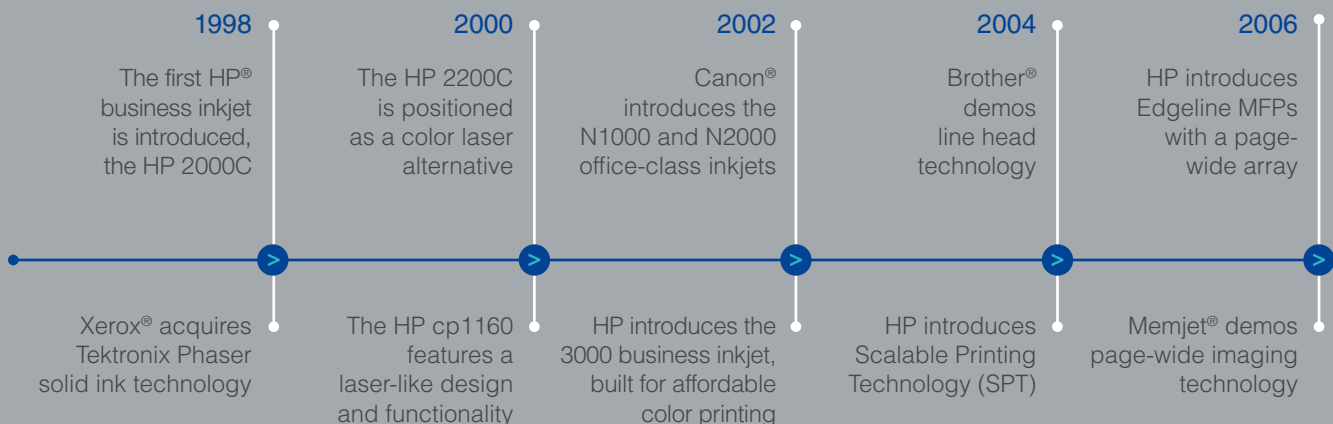 1998
The first HP®
business inkjet
is introduced,
the HP 2000C
2000
The HP 2200C
is positioned
as a color laser
alternative
2002
Canon®
introduces the
N1000 and N2000
office-class inkjets
2004
Brother®
demos
line head
technology
2006
HP introduces
Edgeline MFPs
with a page-
wide array
> > > > >
Xerox® acquires
Tektronix Phaser
solid ink technology
The HP cp1160
features a
laser-like design
and functionality
HP introduces the
3000 business inkjet,
built for affordable
color printing
HP introduces
Scalable Printing
Technology (SPT)
Memjet® demos
page-wide imaging
technology